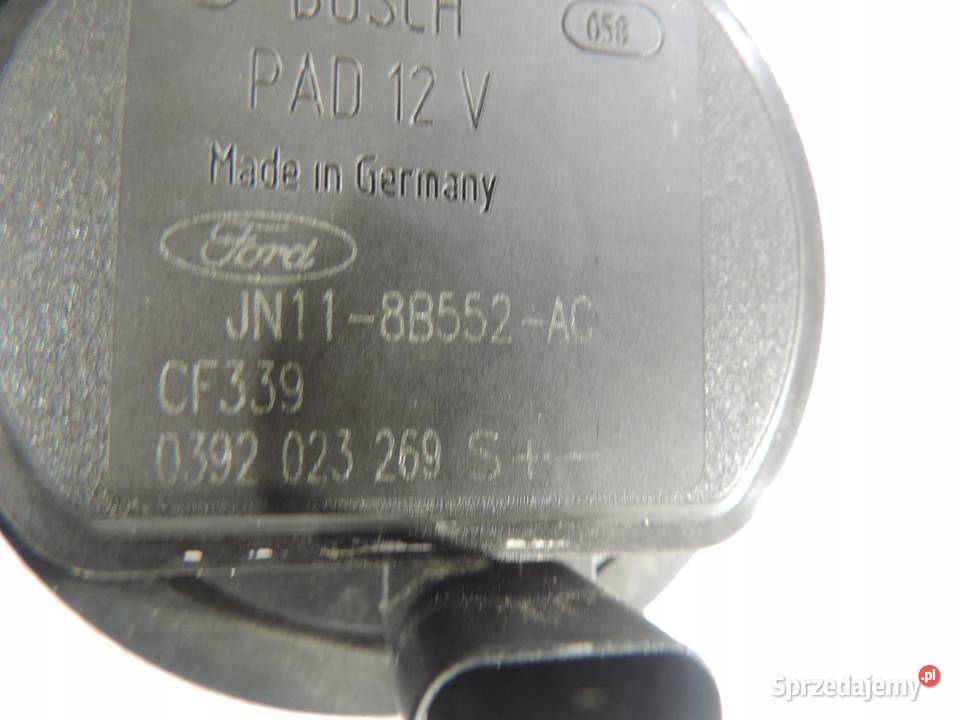 BOSCH
058
PAD 12 V
Made in Germany
Ford
JN11-8B552-AC
CF339
0392 023 269 S + -
Sprzedajemy.pl